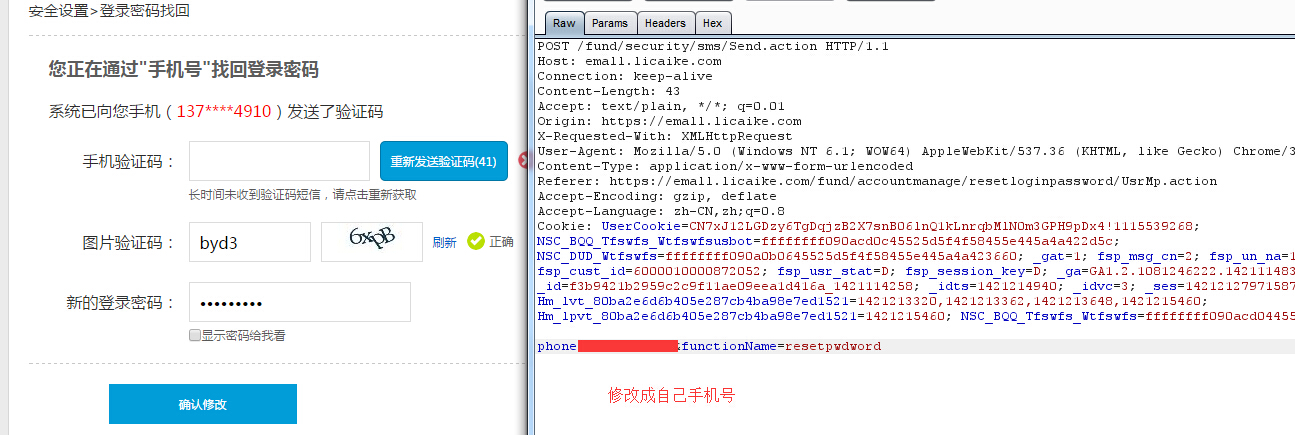 安全设置>登录密码找回
您正在通过"手机号"找回登录密码
系统已向您手机（137****4910）发送了验证码
手机验证码：
重新发送验证码(41)
长时间未收到验证码短信，请点击重新获取
图片验证码：
byd3
6xpB
刷新
正确
新的登录密码：
•••••••••
显示密码给我看
确认修改
Raw
Params
Headers
Hex
POST /fund/security/sms/Send.action HTTP/1.1
Host: emall.licaike.com
Connection: keep-alive
Content-Length: 43
Accept: text/plain, */*; q=0.01
Origin: https://emall.licaike.com
X-Requested-With: XMLHttpRequest
User-Agent: Mozilla/5.0 (Windows NT 6.1; WOW64) AppleWebKit/537.36 (KHTML, like Gecko) Chrome/3
Content-Type: application/x-www-form-urlencoded
Referer: https://emall.licaike.com/fund/accountmanage/resetloginpassword/UsrMp.action
Accept-Encoding: gzip, deflate
Accept-Language: zh-CN,zh;q=0.8
Cookie: UserCookie=CN7xJ12LGDzy6TgDqjzB2X7snB06lnQ1kLnrqbM1NOm3GPH9pDx4!1115539268;
NSC_BQQ_Tfswfs_Wtfswfsusbot=ffffffff090acd0c45525d5f4f58455e445a4a422d5c;
NSC_DUD_Wtfswfs=ffffffff090a0b0645525d5f4f58455e445a4a423660; _gat=1; fsp_msg_cn=2; fsp_un_na=1
fsp_cust_id=6000010000872052; fsp_usr_stat=D; fsp_session_key=D; _ga=GA1.2.1081246222.142111483
_id=f3b9421b2959c2c9f11ae09eea1d416a_1421114258; _idts=1421214940; _idvc=3; _ses=14212127971587
Hm_lvt_80ba2e6d6b405e287cb4ba98e7ed1521=1421213320,1421213362,1421213648,1421215460;
Hm_lpvt_80ba2e6d6b405e287cb4ba98e7ed1521=1421215460; NSC_BQQ_Tfswfs_Wtfswfs=ffffffff090acd04455
phone ;functionName=resetpwdword
修改成自己手机号